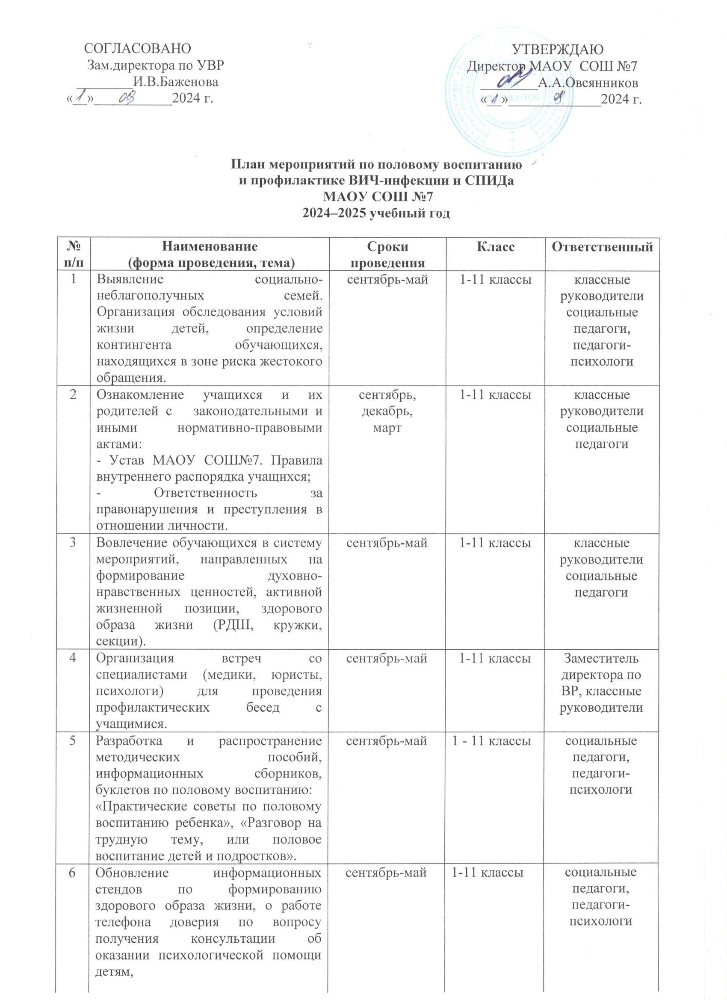 СОГЛАСОВАНО
Зам.директора по УВР
________И.В.Баженова
«1»____09____2024 г.
УТВЕРЖДАЮ
Директор МАОУ СОШ №7
________А.А.Овсянников
«1»____09____2024 г.
ДОКУМЕНТОВ
План мероприятий по половому воспитанию
и профилактике ВИЧ-инфекции и СПИДа
МАОУ СОШ №7
2024–2025 учебный год
№
п/п
Наименование
(форма проведения, тема)
Сроки
проведения
Класс
Ответственный
1
Выявление социально-
неблагополучных семей.
Организация обследования условий
жизни детей, определение
контингента обучающихся,
находящихся в зоне риска жестокого
обращения.
сентябрь-май
1-11 классы
классные
руководители
социальные
педагоги,
педагоги-
психологи
2
Ознакомление учащихся и их
родителей с законодательными и
иными нормативно-правовыми
актами:
- Устав МАОУ СОШ№7. Правила
внутреннего распорядка учащихся;
- Ответственность за
правонарушения и преступления в
отношении личности.
сентябрь,
декабрь,
март
1-11 классы
классные
руководители
социальные
педагоги
3
Вовлечение обучающихся в систему
мероприятий, направленных на
формирование духовно-
нравственных ценностей, активной
жизненной позиции, здорового
образа жизни (РДШ, кружки,
секции).
сентябрь-май
1-11 классы
классные
руководители
социальные
педагоги
4
Организация встреч со
специалистами (медики, юристы,
психологи) для проведения
профилактических бесед с
учащимися.
сентябрь-май
1-11 классы
Заместитель
директора по
ВР, классные
руководители
5
Разработка и распространение
методических пособий,
информационных сборников,
буклетов по половому воспитанию:
«Практические советы по половому
воспитанию ребенка», «Разговор на
трудную тему, или половое
воспитание детей и подростков».
сентябрь-май
1 - 11 классы
социальные
педагоги,
педагоги-
психологи
6
Обновление информационных
стендов по формированию
здорового образа жизни, о работе
телефона доверия по вопросу
получения консультации об
оказании психологической помощи
детям,
сентябрь-май
1-11 классы
социальные
педагоги,
педагоги-
психологи